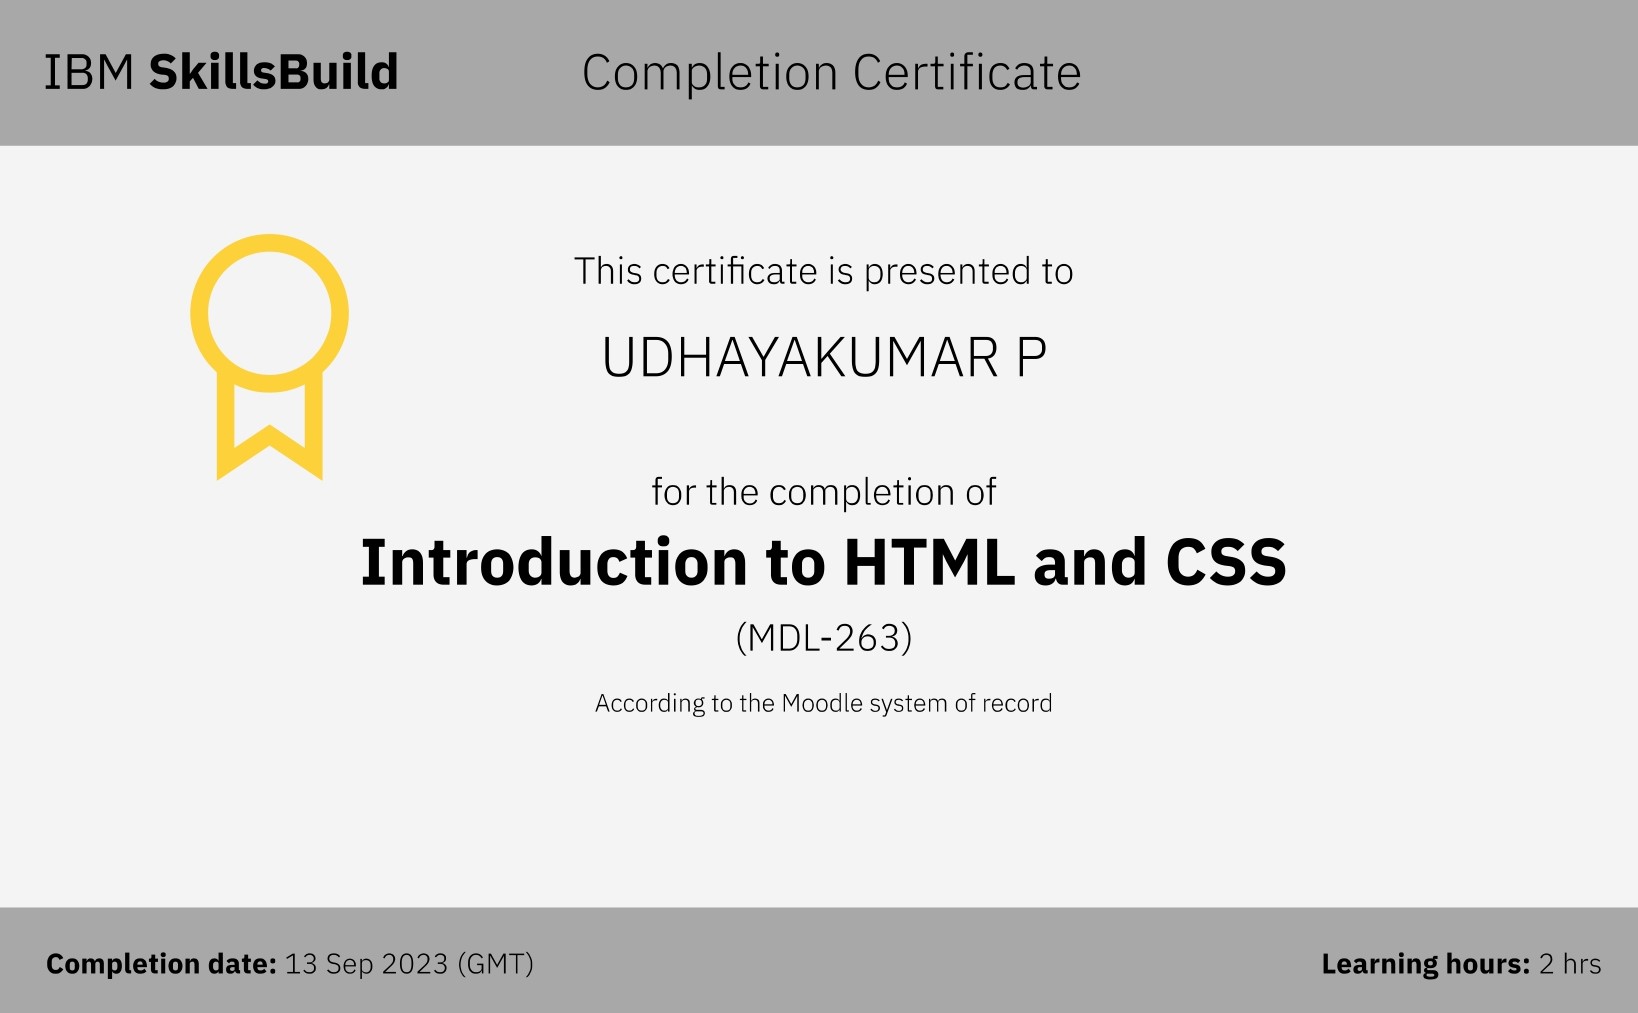 IBM SkillsBuild
Completion Certificate
This certificate is presented to
UDHAYAKUMAR P
for the completion of
Introduction to HTML and CSS
(MDL-263)
According to the Moodle system of record
Completion date: 13 Sep 2023 (GMT)
Learning hours: 2 hrs